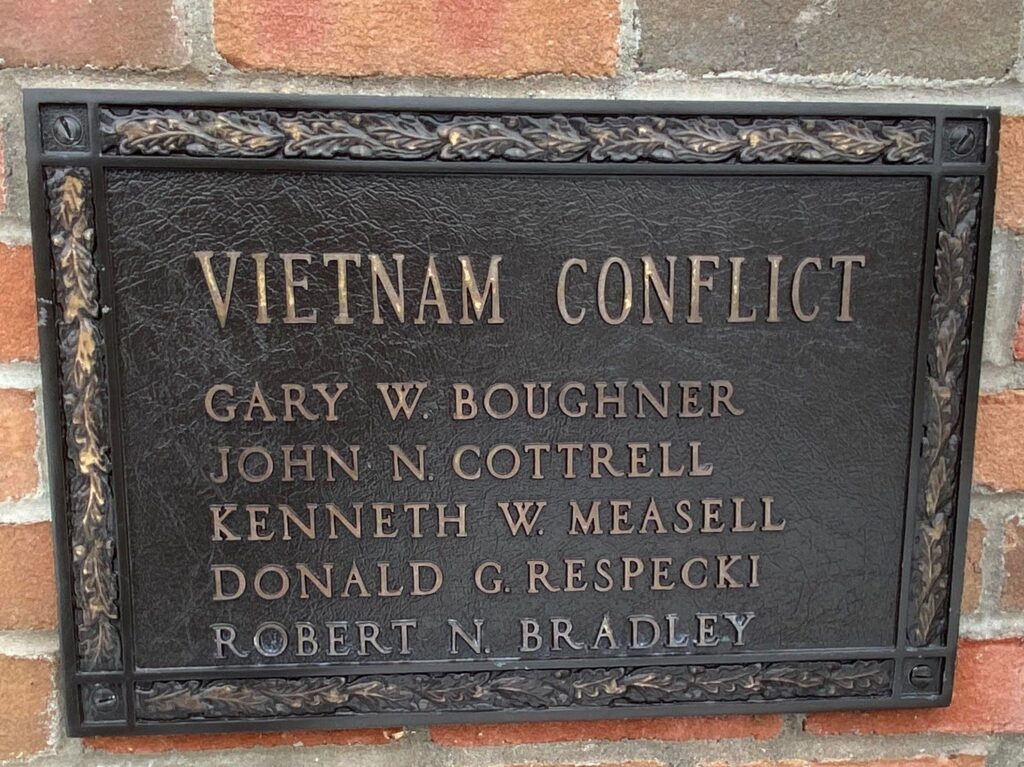 VIETNAM CONFLICT
GARY W. BOUGHNER
JOHN N. COTTRELL
KENNETH W. MEASELL
DONALD G. RESPECKI
ROBERT N. BRADLEY